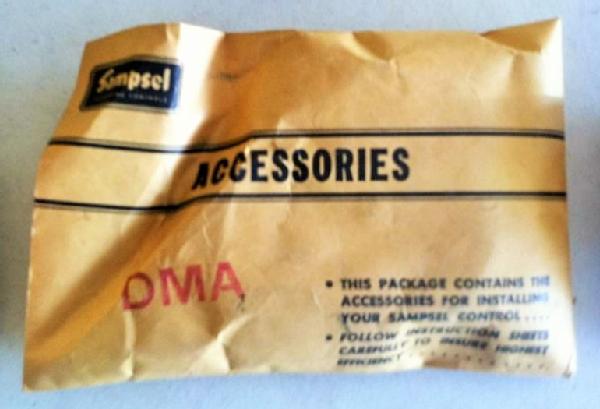 Sampsel
CONTROLS
ACCESSORIES
DMA
• THIS PACKAGE CONTAINS THE
ACCESSORIES FOR INSTALLING
YOUR SAMPSEL CONTROL....
• FOLLOW INSTRUCTION SHEETS
CAREFULLY TO INSURE HIGHEST
EFFICIENCY..............